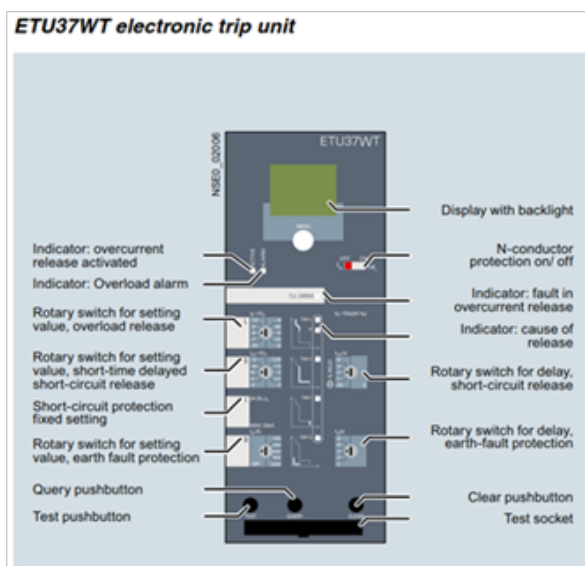 ETU37WT electronic trip unit
NSE0_02006
ETU37WT
MENU
Indicator: overcurrent
release activated
Indicator: Overload alarm
Rotary switch for setting
value, overload release
Rotary switch for setting
value, short-time delayed
short-circuit release
Short-circuit protection
fixed setting
Rotary switch for setting
value, earth fault protection
Query pushbutton
Test pushbutton
Display with backlight
N-conductor
protection on/ off
Indicator: fault in
overcurrent release
Indicator: cause of
release
Rotary switch for delay,
short-circuit release
Rotary switch for delay,
earth-fault protection
Clear pushbutton
Test socket